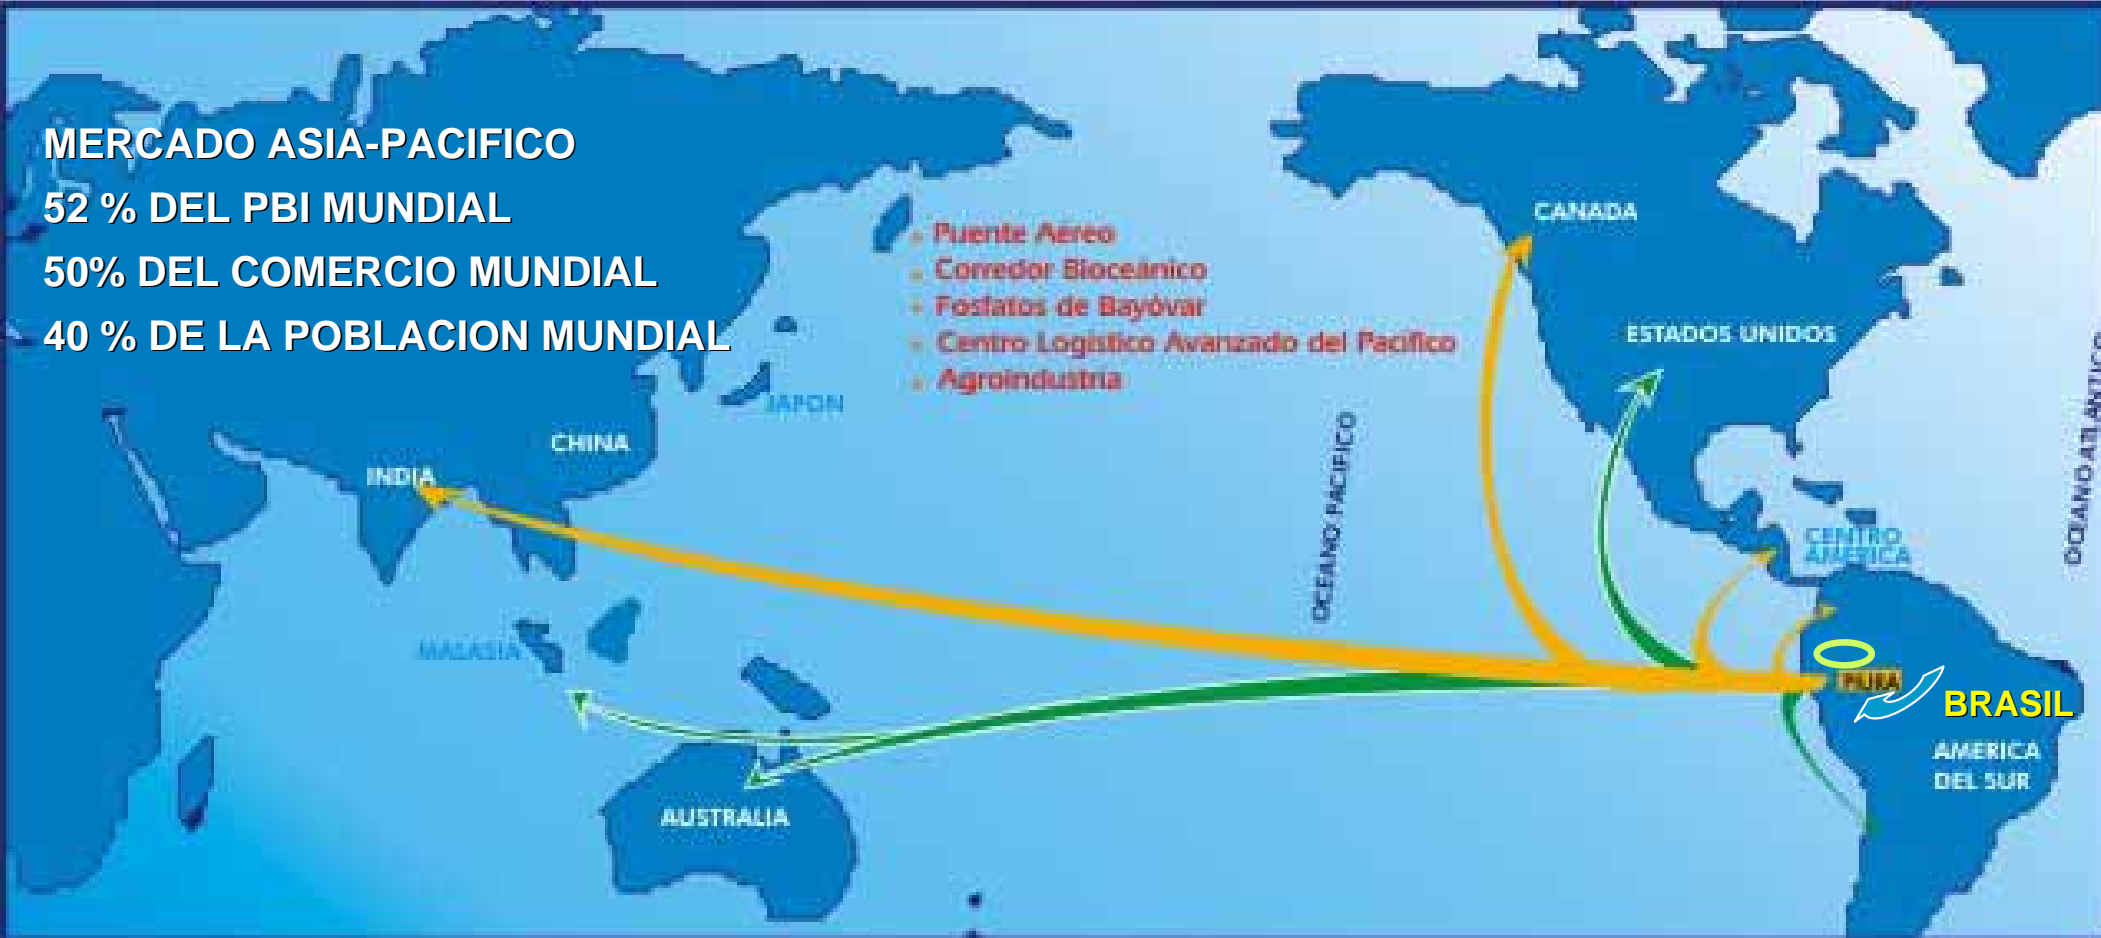 MERCADO ASIA-PACIFICO
52 % DEL PBI MUNDIAL
50% DEL COMERCIO MUNDIAL
40 % DE LA POBLACION MUNDIAL
Puente Aéreo
Corredor Bioceánico
Fosfatos de Bayóvar
Centro Logístico Avanzado del Pacífico
Agroindustria
CANADA
ESTADOS UNIDOS
JAPON
CHINA
INDIA
OCEANO PACIFICO
OCEANO ATLANTICO
CENTRO
AMERICA
MALASIA
PIURA
BRASIL
AMERICA
DEL SUR
AUSTRALIA